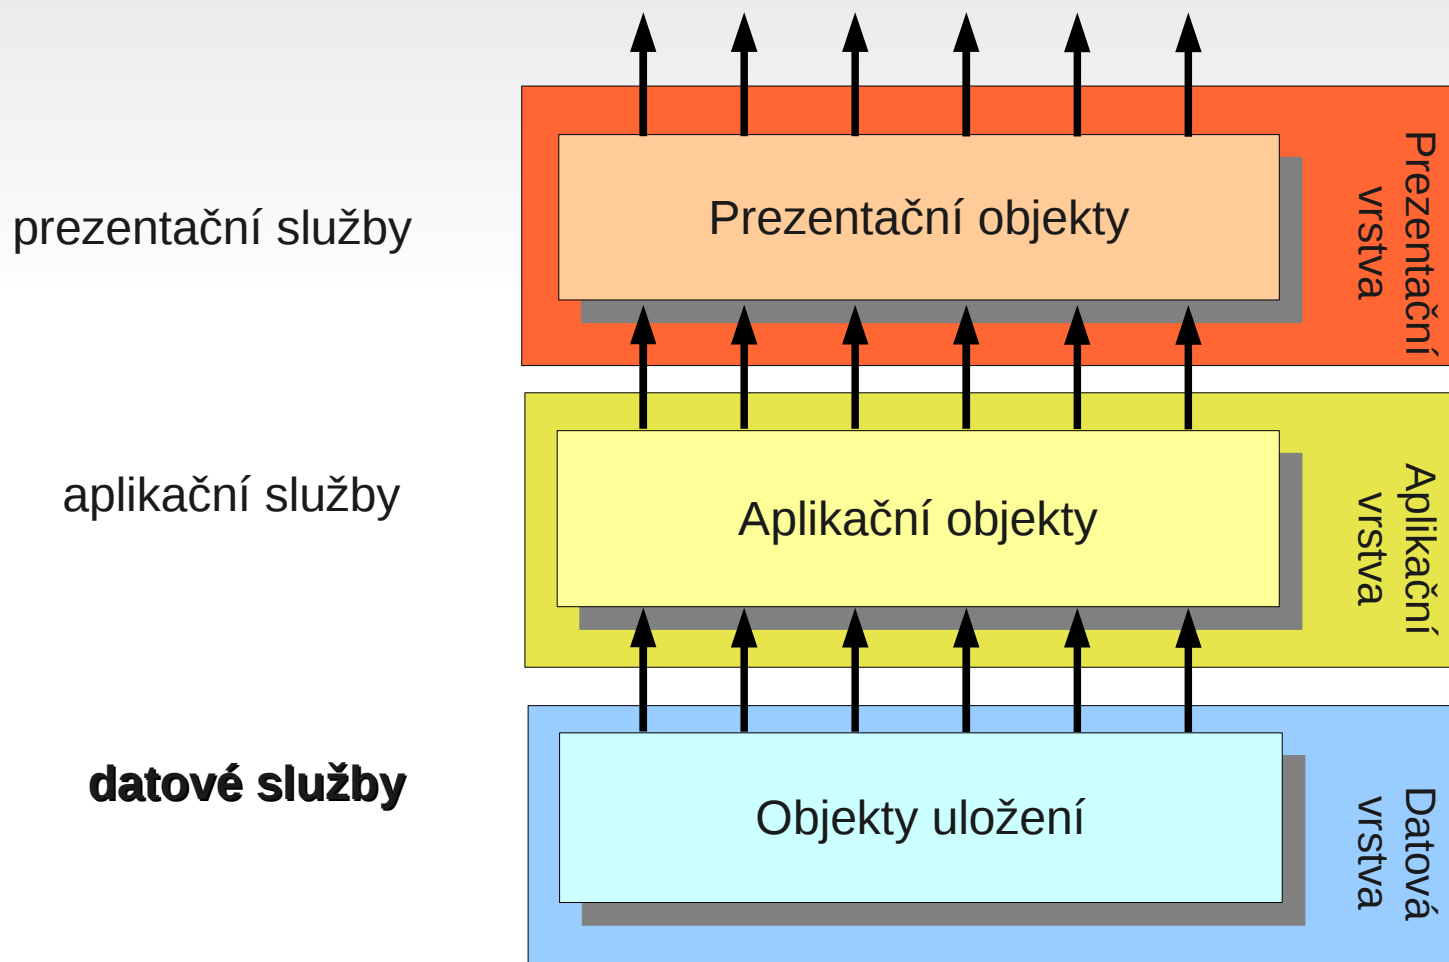 prezentační služby
Prezentační objekty
Prezentační
vrstva
aplikační služby
Aplikační objekty
Aplikační
vrstva
datové služby
Objekty uložení
Datová
vrstva